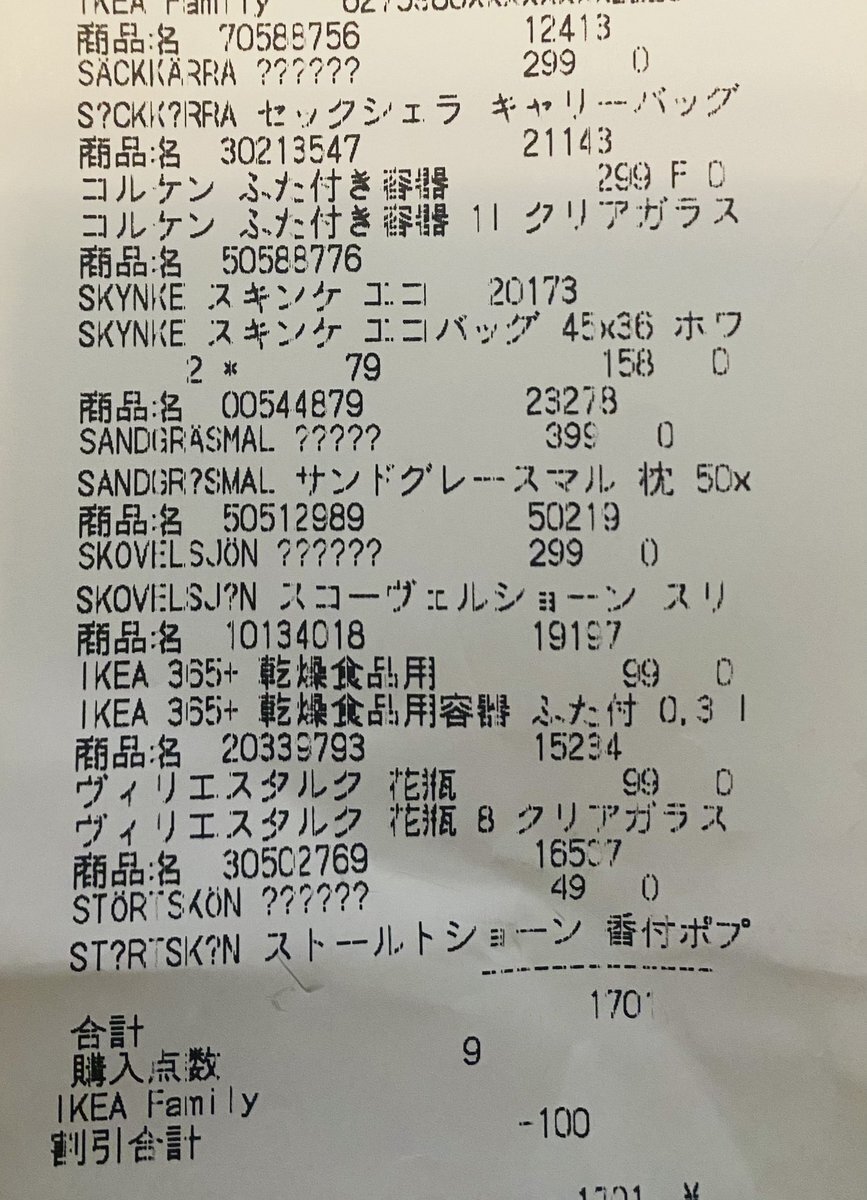 IKEA Family
商品名 70588756 12413
SÄCKKÄRRA ?????? 299 0
S?CKK?RRA セックシェラ キャリーバッグ
商品名 30213547 21143
コルケン ふた付き容器 299 F 0
コルケン ふた付き容器 1l クリアガラス
商品名 50588776
SKYNKE スキンケ エコ 20173
SKYNKE スキンケ エコバッグ 45x36 ホワ
2 * 79 158 0
商品名 00544879 23278
SANDGRÄSMAL ????? 399 0
SANDGR?SMAL サンドグレースマル 枕 50x
商品名 50512989 50219
SKOVELSJÖN ?????? 299 0
SKOVELSJ?N スコーヴェルショーン スリ
商品名 10134018 19197
IKEA 365+ 乾燥食品用 99 0
IKEA 365+ 乾燥食品用容器 ふた付 0.3 l
商品名 20339793 15234
ヴィリエスタルク 花瓶 99 0
ヴィリエスタルク 花瓶 8 クリアガラス
商品名 30502769 16537
STÖRTSKÖN ?????? 49 0
ST?RTSK?N ストールトショーン 香付ポプ
1701
合計
購入点数 9
IKEA Family
割引合計 -100
1701 ¥